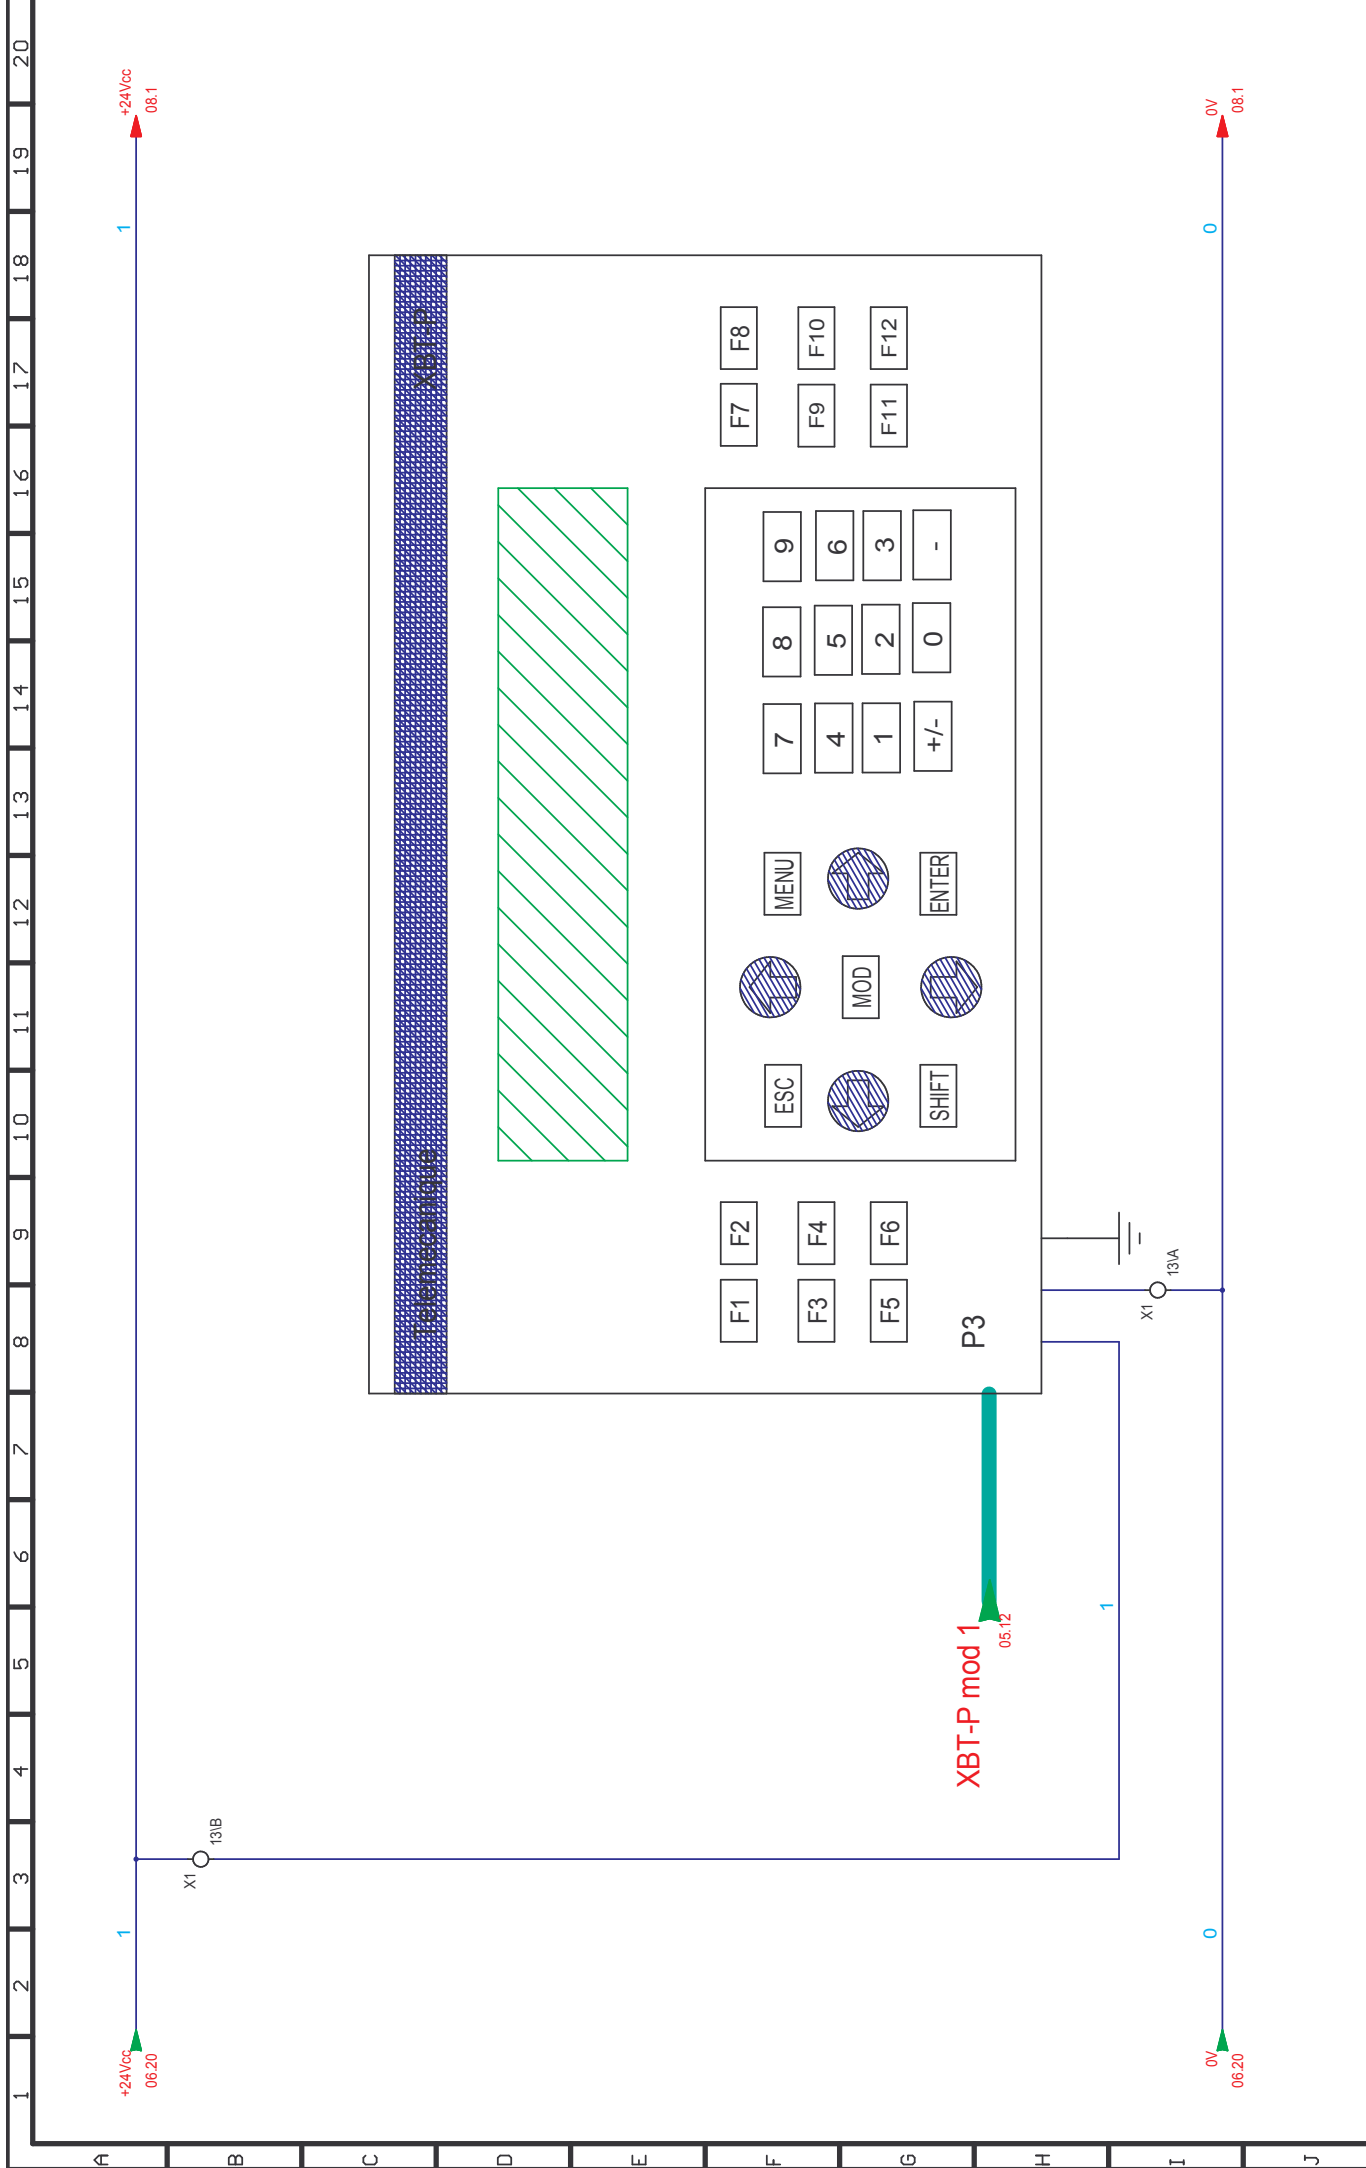 1 2 3 4 5 6 7 8 9 10 11 12 13 14 15 16 17 18 19 20
A
B
C
D
E
F
G
H
I
J
+24Vcc
06.20
1
1
+24Vcc
08.1
X1
13\B
Telemecanique
XBT-P
F1
F2
F7
F8
F3
F4
F9
F10
F5
F6
F11
F12
ESC
MENU
7
8
9
MOD
4
5
6
1
2
3
SHIFT
ENTER
+/-
0
-
P3
XBT-P mod 1
05.12
1
X1
13\A
0V
06.20
0
0
0V
08.1